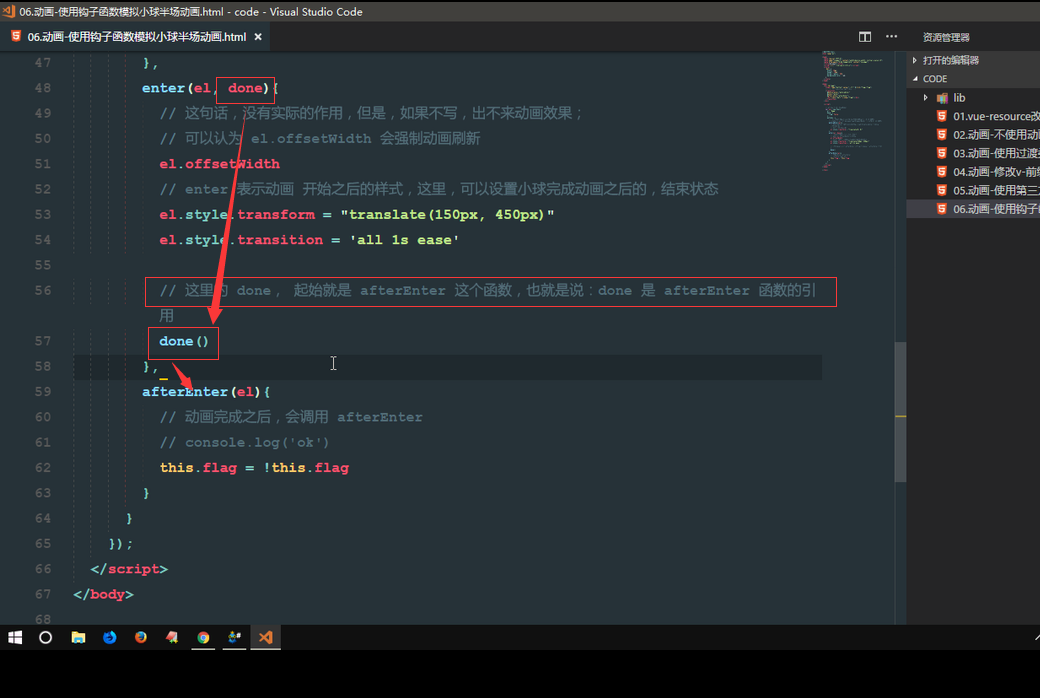 06.动画-使用钩子函数模拟小球半场动画.html - code - Visual Studio Code
06.动画-使用钩子函数模拟小球半场动画.html ×
资源管理器
打开的编辑器
CODE
lib
01.vue-resource改
02.动画-不使用动
03.动画-使用过渡
04.动画-修改v-前
05.动画-使用第三
06.动画-使用钩子
47 },
48 enter(el, done){
49 // 这句话，没有实际的作用，但是，如果不写，出不来动画效果；
50 // 可以认为 el.offsetWidth 会强制动画刷新
51 el.offsetWidth
52 // enter 表示动画 开始之后的样式，这里，可以设置小球完成动画之后的，结束状态
53 el.style.transform = "translate(150px, 450px)"
54 el.style.transition = 'all 1s ease'
55
56 // 这里的 done， 起始就是 afterEnter 这个函数，也就是说：done 是 afterEnter 函数的引
用
57 done()
58 },
59 afterEnter(el){
60 // 动画完成之后，会调用 afterEnter
61 // console.log('ok')
62 this.flag = !this.flag
63 }
64 }
65 });
66 </script>
67 </body>
68